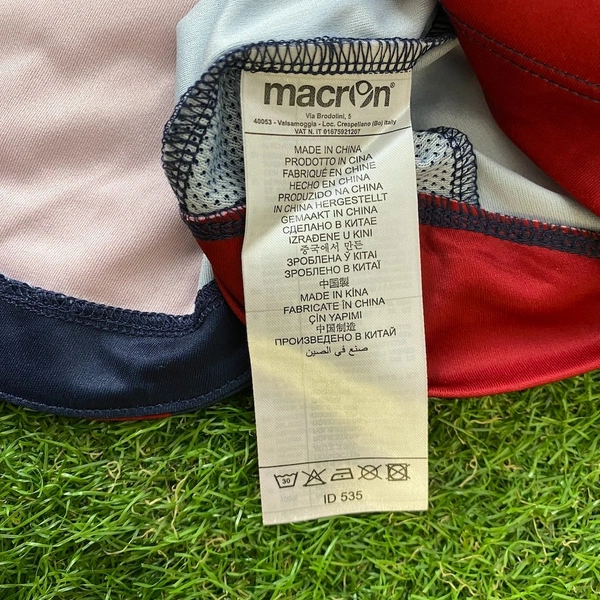 macron®
Via Brodolini, 5
40053 - Valsamoggia - Loc. Crespellano (Bo) Italy
VAT N. IT 01675921207
MADE IN CHINA
PRODOTTO IN CINA
FABRIQUÉ EN CHINE
HECHO EN CHINA
PRODUZIDO NA CHINA
IN CHINA HERGESTELLT
GEMAAKT IN CHINA
СДЕЛАНО В КИТАЕ
IZRAĐENE U KINI
중국에서 만든
ЗРОБЛЕНА У КІТАІ
ЗРОБЛЕНО В КИТАЇ
中国製
MADE IN KÍNA
FABRICATE ÎN CHINA
ÇİN YAPIMI
中国制造
ПРОИЗВЕДЕНО В КИТАЙ
صنع في الصين
30
ID 535